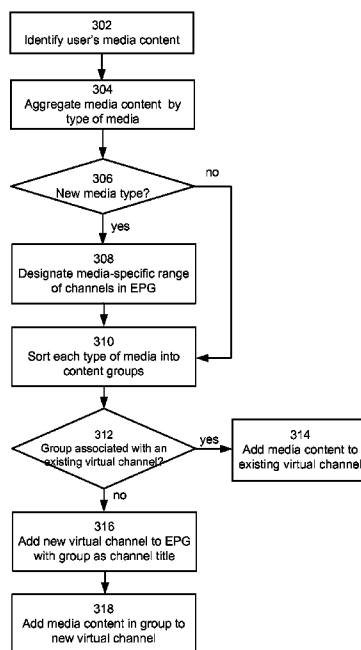 302
Identify user's media content
304
Aggregate media content by
type of media
306
New media type?
no
yes
308
Designate media-specific range
of channels in EPG
310
Sort each type of media into
content groups
312
Group associated with an
existing virtual channel?
yes
314
Add media content to
existing virtual channel
no
316
Add new virtual channel to EPG
with group as channel title
318
Add media content in group to
new virtual channel